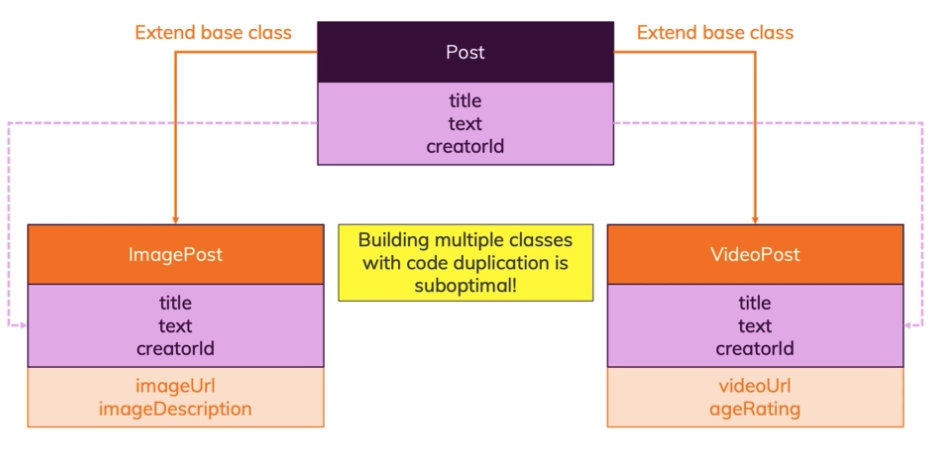 Extend base class
Post
Extend base class
title
text
creatorId
ImagePost
Building multiple classes
with code duplication is
suboptimal!
VideoPost
title
text
creatorId
title
text
creatorId
imageUrl
imageDescription
videoUrl
ageRating